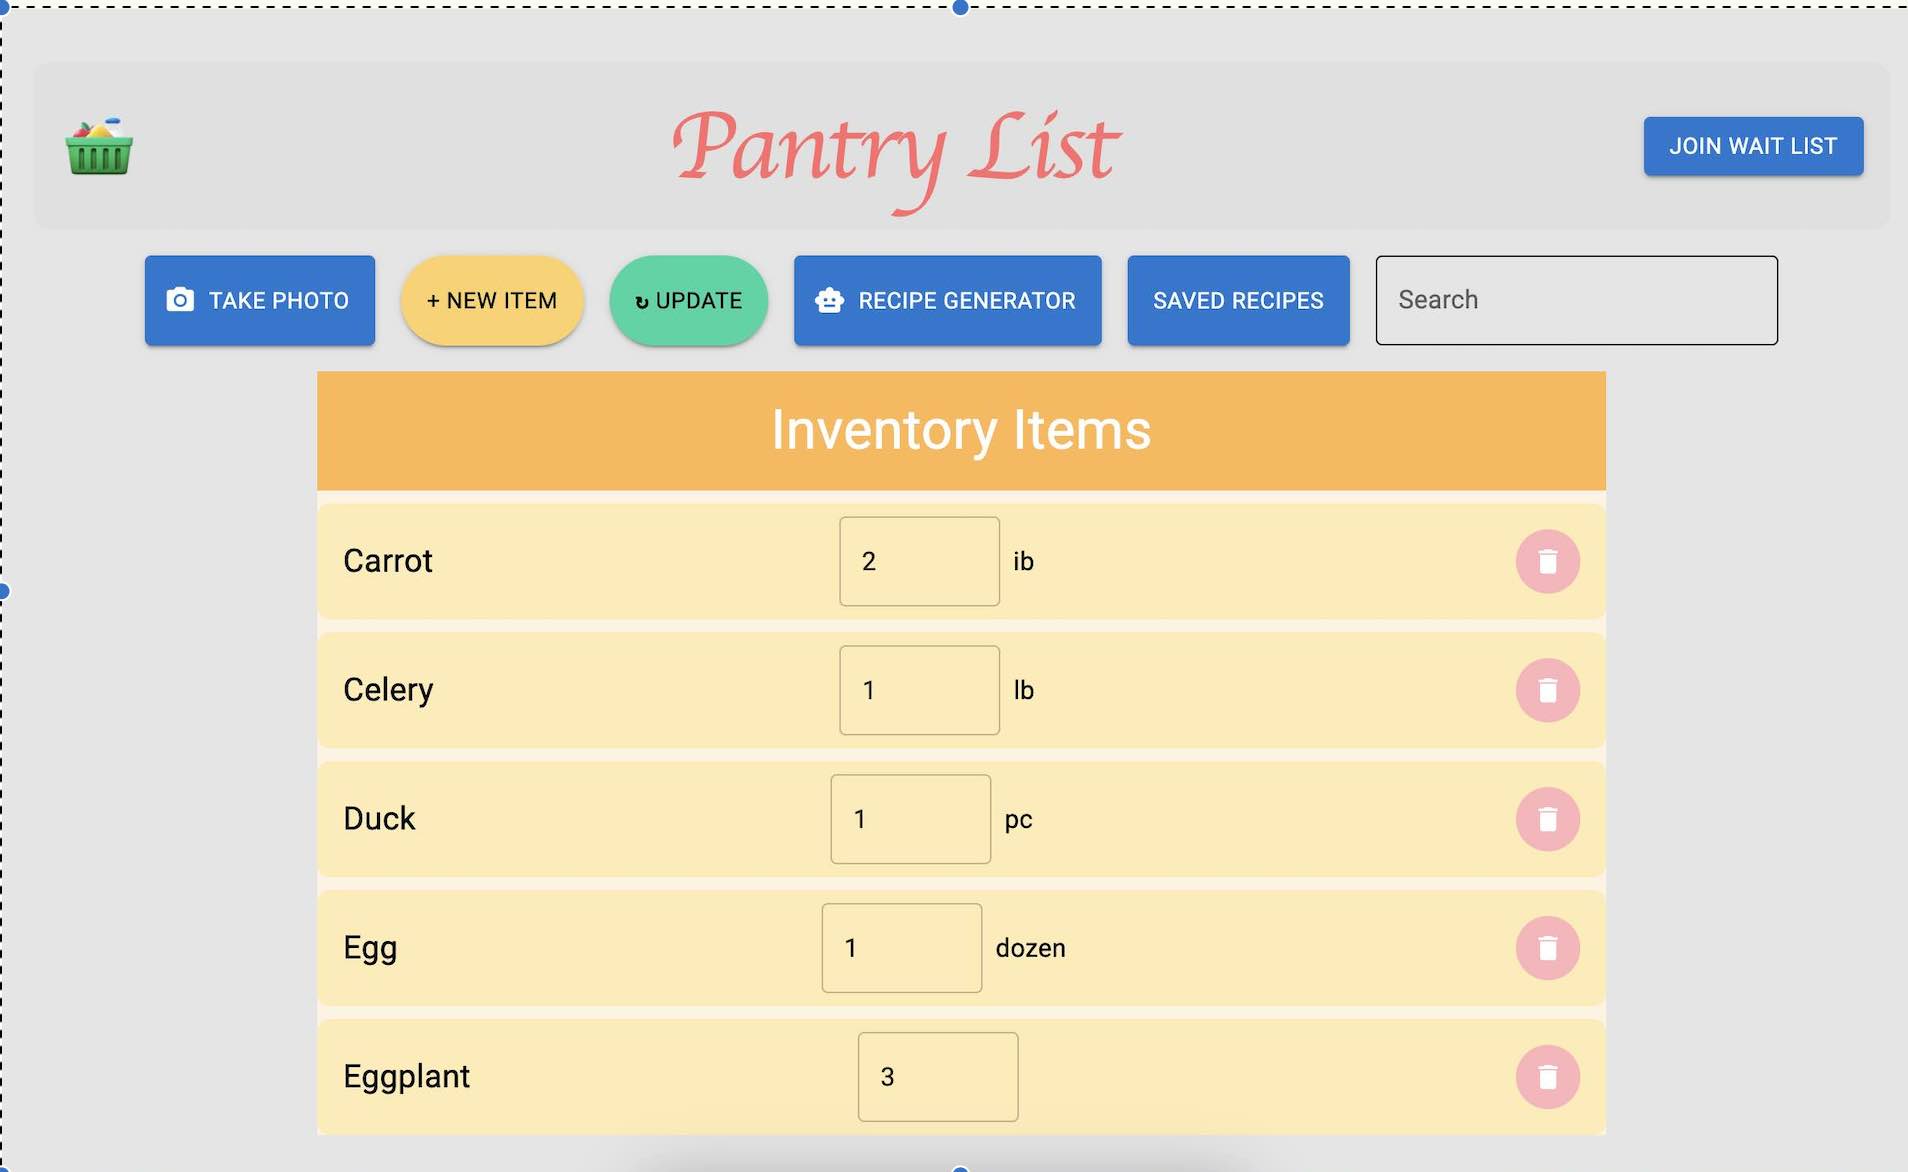 Pantry List
JOIN WAIT LIST
TAKE PHOTO
+ NEW ITEM
↻ UPDATE
RECIPE GENERATOR
SAVED RECIPES
Search
Inventory Items
Carrot 2 ib
Celery 1 lb
Duck 1 pc
Egg 1 dozen
Eggplant 3